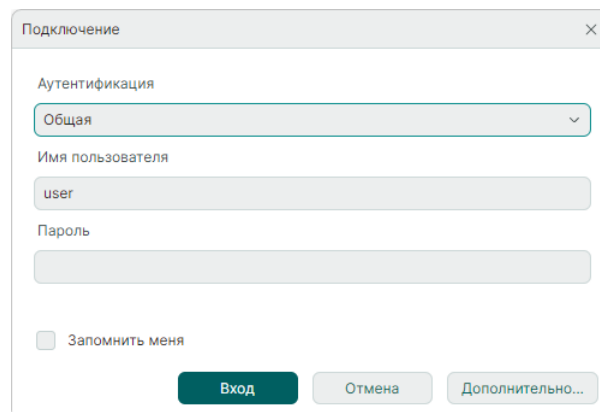 Подключение
Аутентификация
Общая
Имя пользователя
user
Пароль
Запомнить меня
Вход Отмена Дополнительно...